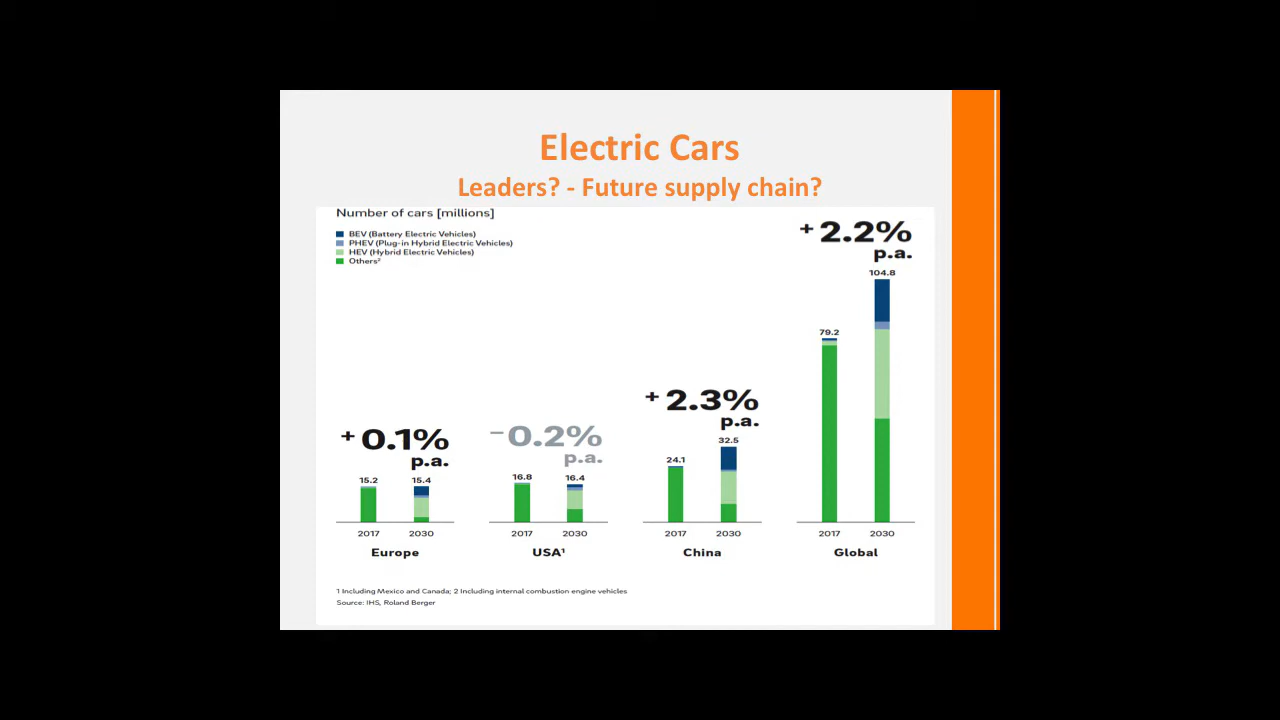 Electric Cars
Leaders? - Future supply chain?
Number of cars [millions]
BEV (Battery Electric Vehicles)
PHEV (Plug-in Hybrid Electric Vehicles)
HEV (Hybrid Electric Vehicles)
Others²
+ 2.2%
p.a.
104.8
79.2
+ 2.3%
p.a.
32.5
24.1
+ 0.1%
p.a.
15.2 15.4
−0.2%
p.a.
16.8 16.4
2017 2030 2017 2030 2017 2030 2017 2030
Europe USA¹ China Global
1 Including Mexico and Canada; 2 Including internal combustion engine vehicles
Source: IHS, Roland Berger